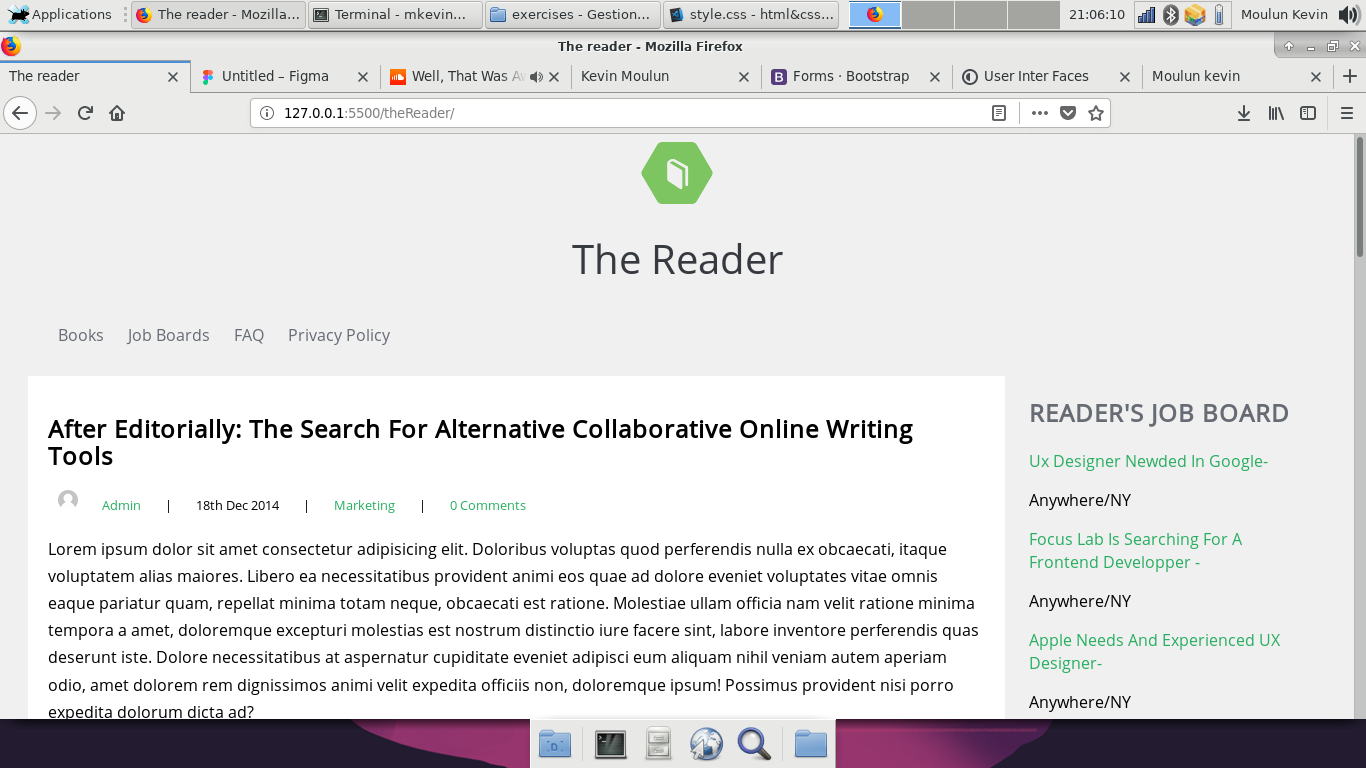 Applications
The reader - Mozilla...
Terminal - mkevin...
exercises - Gestion...
style.css - html&css...
21:06:10
Moulun Kevin
The reader - Mozilla Firefox
The reader
Untitled – Figma
Well, That Was Aw
Kevin Moulun
Forms · Bootstrap
User Inter Faces
Moulun kevin
127.0.0.1:5500/theReader/
The Reader
Books
Job Boards
FAQ
Privacy Policy
After Editorially: The Search For Alternative Collaborative Online Writing
Tools
Admin | 18th Dec 2014 | Marketing | 0 Comments
Lorem ipsum dolor sit amet consectetur adipisicing elit. Doloribus voluptas quod perferendis nulla ex obcaecati, itaque
voluptatem alias maiores. Libero ea necessitatibus provident animi eos quae ad dolore eveniet voluptates vitae omnis
eaque pariatur quam, repellat minima totam neque, obcaecati est ratione. Molestiae ullam officia nam velit ratione minima
tempora a amet, doloremque excepturi molestias est nostrum distinctio iure facere sint, labore inventore perferendis quas
deserunt iste. Dolore necessitatibus at aspernatur cupiditate eveniet adipisci eum aliquam nihil veniam autem aperiam
odio, amet dolorem rem dignissimos animi velit expedita officiis non, doloremque ipsum! Possimus provident nisi porro
expedita dolorum dicta ad?
READER'S JOB BOARD
Ux Designer Newded In Google-
Anywhere/NY
Focus Lab Is Searching For A
Frontend Developper -
Anywhere/NY
Apple Needs And Experienced UX
Designer-
Anywhere/NY